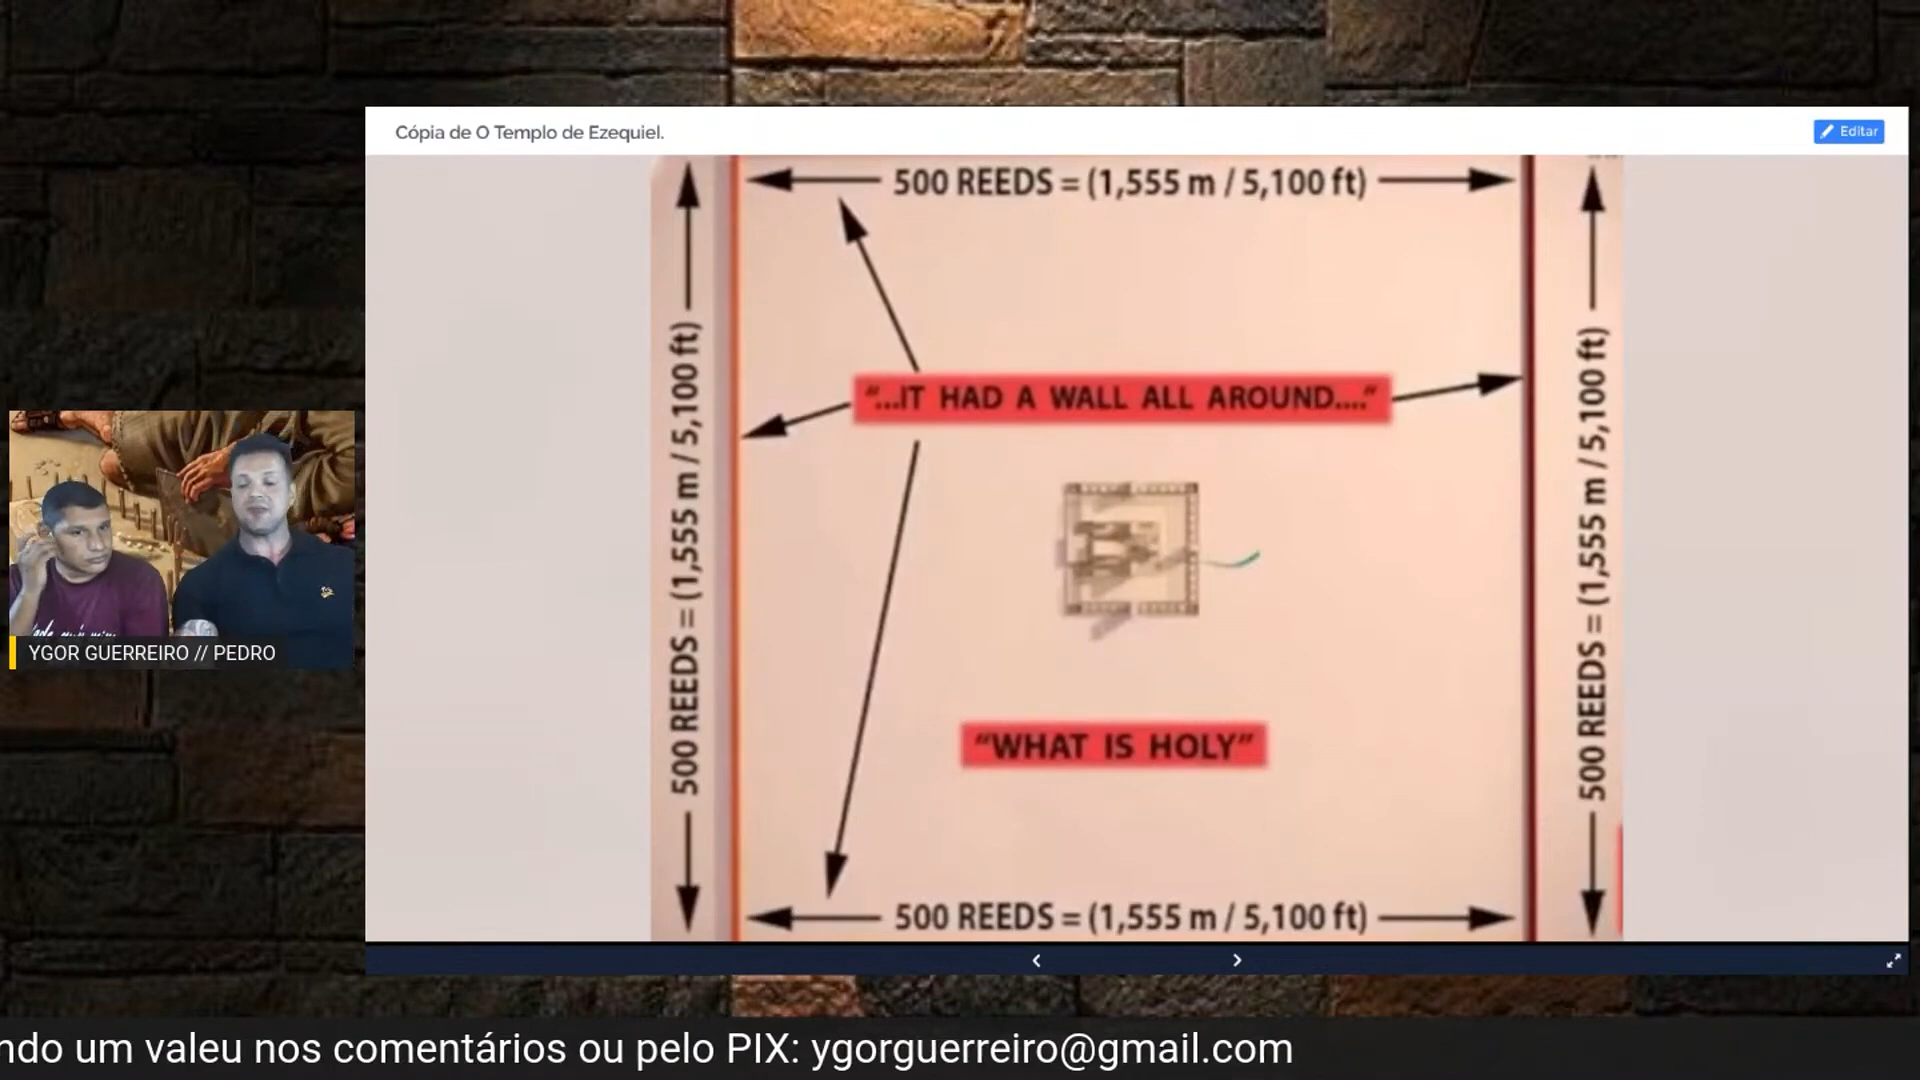 Cópia de O Templo de Ezequiel.
Editar
500 REEDS = (1,555 m / 5,100 ft)
500 REEDS = (1,555 m / 5,100 ft)
"...IT HAD A WALL ALL AROUND...."
500 REEDS = (1,555 m / 5,100 ft)
"WHAT IS HOLY"
500 REEDS = (1,555 m / 5,100 ft)
YGOR GUERREIRO // PEDRO
ndo um valeu nos comentários ou pelo PIX: ygorguerreiro@gmail.com